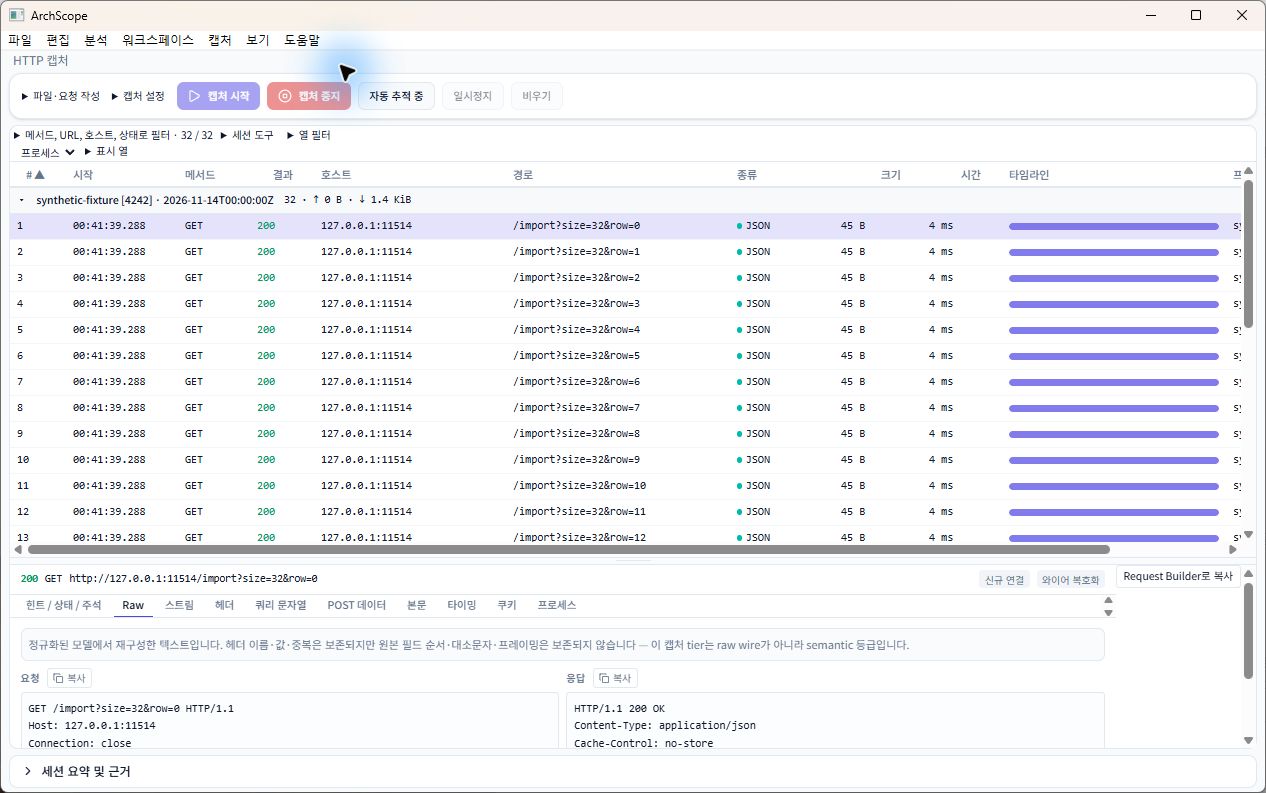 ArchScope
파일 편집 분석 워크스페이스 캡처 보기 도움말
HTTP 캡처
▶ 파일·요청 작성 ▶ 캡처 설정 캡처 시작 캡처 중지 자동 추적 중 일시정지 비우기
▶ 메서드, URL, 호스트, 상태로 필터 · 32 / 32 ▶ 세션 도구 ▶ 열 필터
프로세스 ▶ 표시 열
# ▲ 시작 메서드 결과 호스트 경로 종류 크기 시간 타임라인
synthetic-fixture [4242] · 2026-11-14T00:00:00Z 32 · ↑ 0 B · ↓ 1.4 KiB
1 00:41:39.288 GET 200 127.0.0.1:11514 /import?size=32&row=0 JSON 45 B 4 ms
2 00:41:39.288 GET 200 127.0.0.1:11514 /import?size=32&row=1 JSON 45 B 4 ms
3 00:41:39.288 GET 200 127.0.0.1:11514 /import?size=32&row=2 JSON 45 B 4 ms
4 00:41:39.288 GET 200 127.0.0.1:11514 /import?size=32&row=3 JSON 45 B 4 ms
5 00:41:39.288 GET 200 127.0.0.1:11514 /import?size=32&row=4 JSON 45 B 4 ms
6 00:41:39.288 GET 200 127.0.0.1:11514 /import?size=32&row=5 JSON 45 B 4 ms
7 00:41:39.288 GET 200 127.0.0.1:11514 /import?size=32&row=6 JSON 45 B 4 ms
8 00:41:39.288 GET 200 127.0.0.1:11514 /import?size=32&row=7 JSON 45 B 4 ms
9 00:41:39.288 GET 200 127.0.0.1:11514 /import?size=32&row=8 JSON 45 B 4 ms
10 00:41:39.288 GET 200 127.0.0.1:11514 /import?size=32&row=9 JSON 45 B 4 ms
11 00:41:39.288 GET 200 127.0.0.1:11514 /import?size=32&row=10 JSON 45 B 4 ms
12 00:41:39.288 GET 200 127.0.0.1:11514 /import?size=32&row=11 JSON 45 B 4 ms
13 00:41:39.288 GET 200 127.0.0.1:11514 /import?size=32&row=12 JSON 45 B 4 ms
200 GET http://127.0.0.1:11514/import?size=32&row=0 신규 연결 와이어 복호화 Request Builder로 복사
힌트 / 상태 / 주석 Raw 스트림 헤더 쿼리 문자열 POST 데이터 본문 타이밍 쿠키 프로세스
정규화된 모델에서 재구성한 텍스트입니다. 헤더 이름·값·중복은 보존되지만 원본 필드 순서·대소문자·프레이밍은 보존되지 않습니다 — 이 캡처 tier는 raw wire가 아니라 semantic 등급입니다.
요청 복사 응답 복사
GET /import?size=32&row=0 HTTP/1.1
Host: 127.0.0.1:11514
Connection: close
HTTP/1.1 200 OK
Content-Type: application/json
Cache-Control: no-store
세션 요약 및 근거